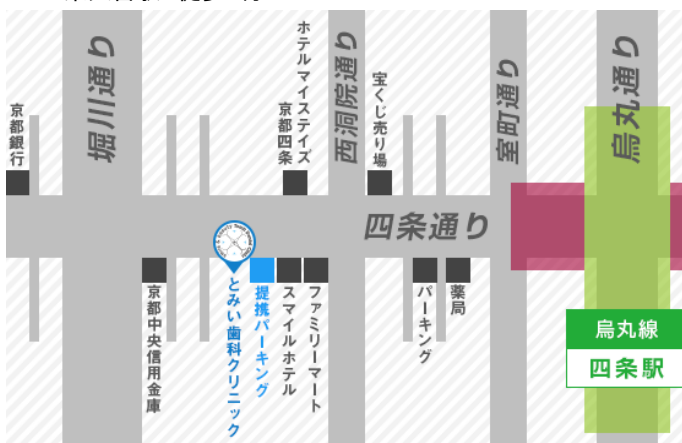 堀川通り
ホテルマイステイズ
京都四条
西洞院通り
宝くじ売り場
室町通り
烏丸通り
京都銀行
四条通り
京都中央信用金庫
とみい歯科クリニック
提携パーキング
スマイルホテル
ファミリーマート
パーキング
薬局
烏丸線
四条駅